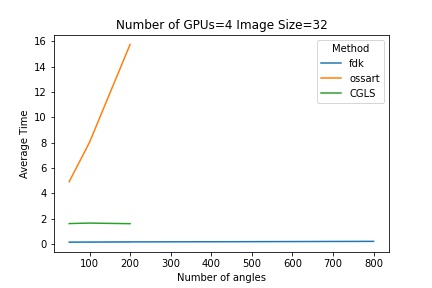 Number of GPUs=4 Image Size=32
Average Time
16
14
12
10
8
6
4
2
0
Method
fdk
ossart
CGLS
100 200 300 400 500 600 700 800
Number of angles